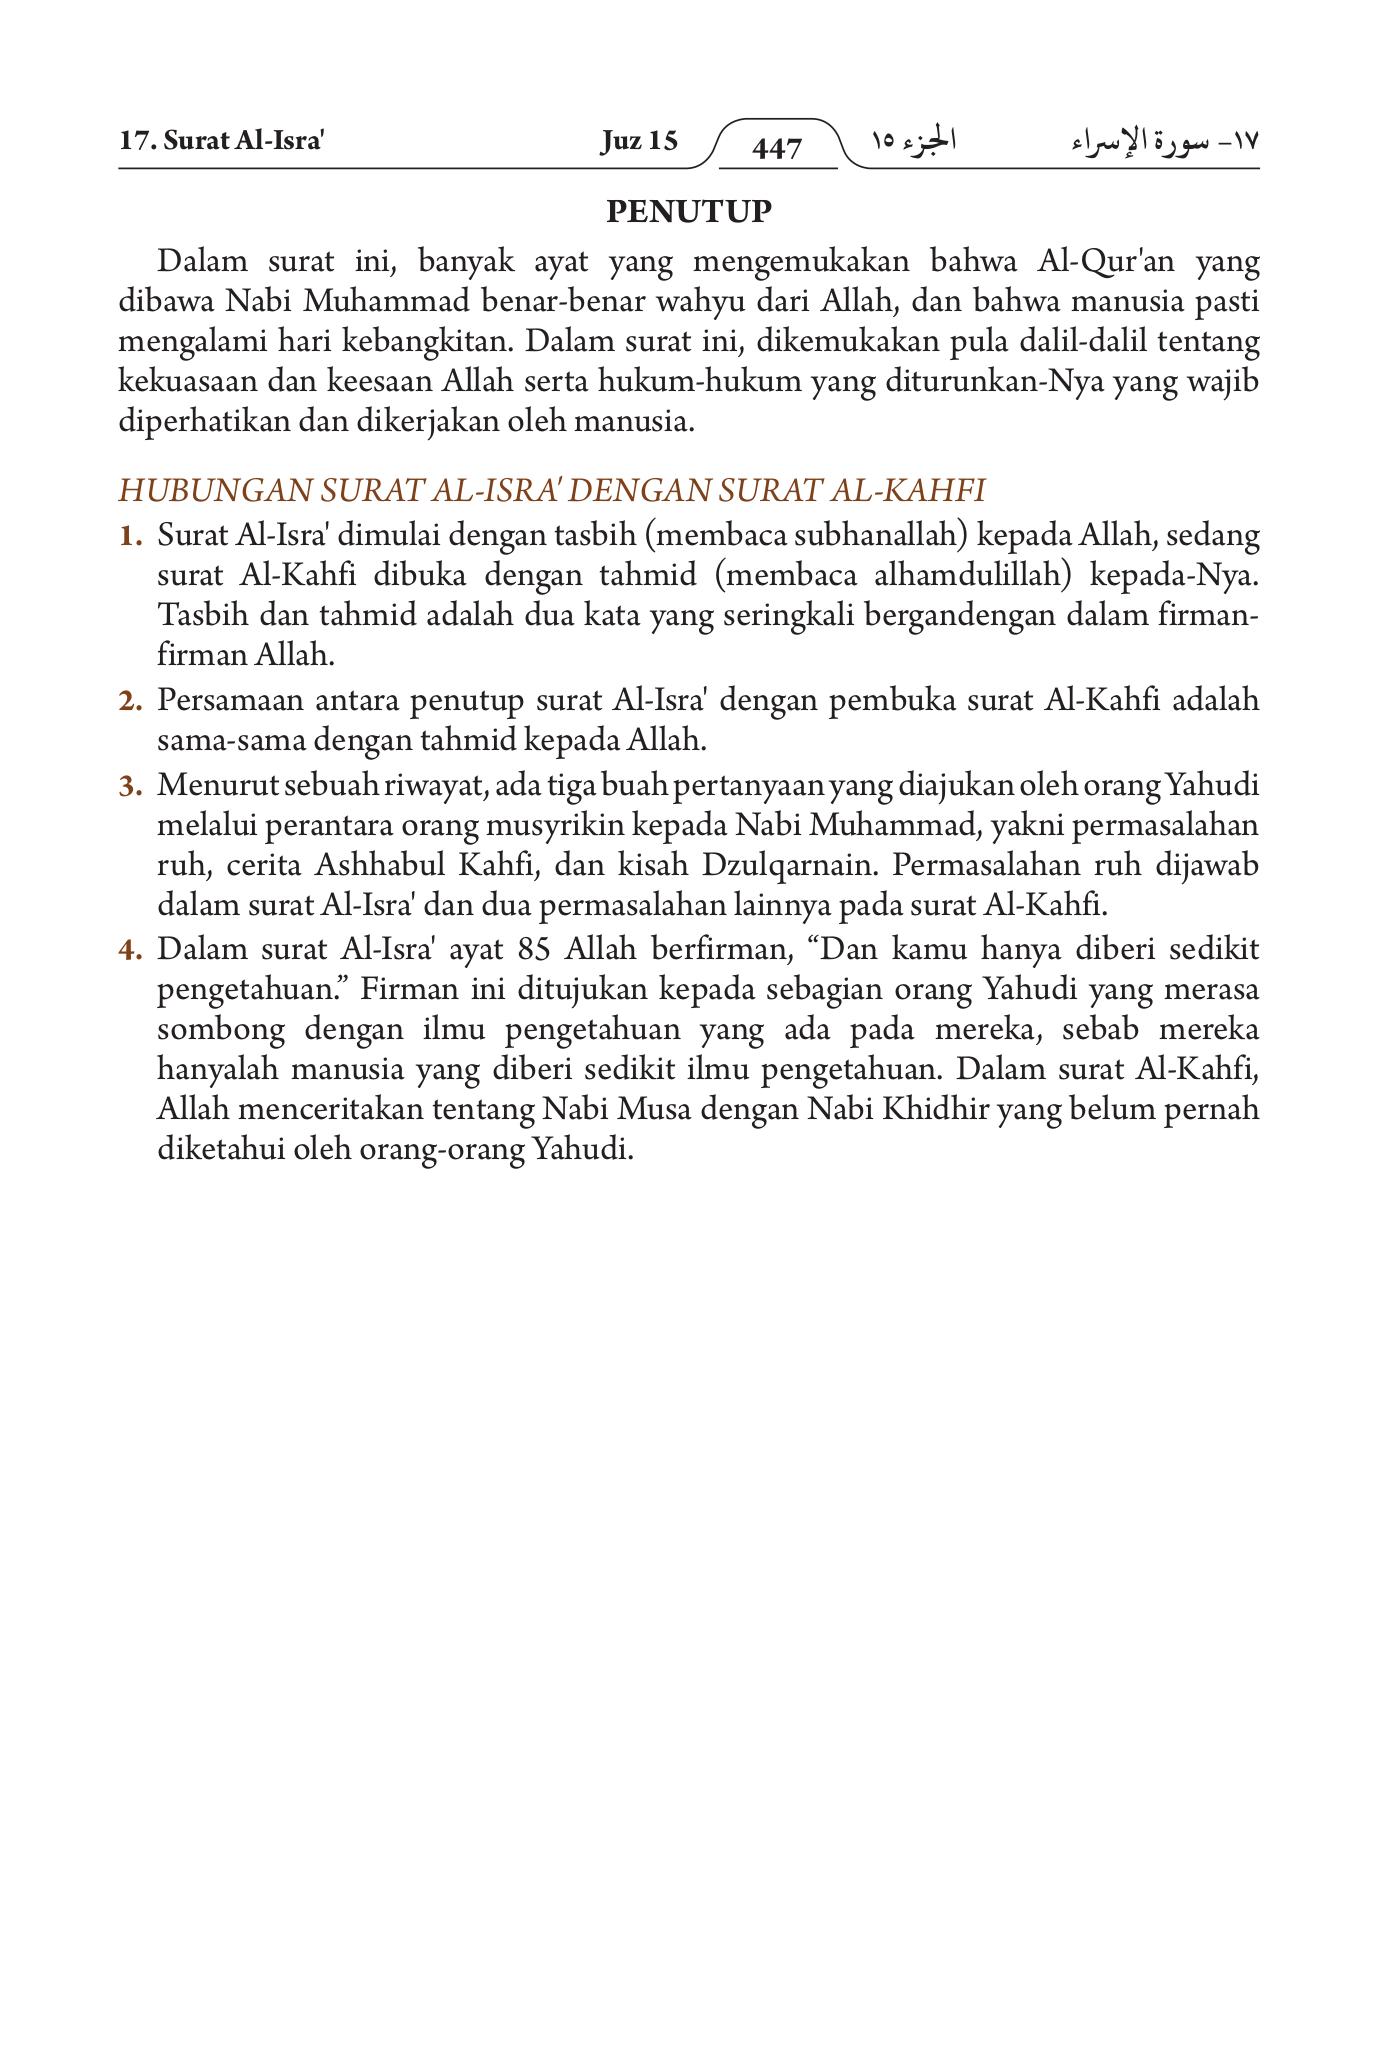 17. Surat Al-Isra' Juz 15 447 الجزء ١٥ ١٧- سورة الإسراء
PENUTUP
Dalam surat ini, banyak ayat yang mengemukakan bahwa Al-Qur'an yang
dibawa Nabi Muhammad benar-benar wahyu dari Allah, dan bahwa manusia pasti
mengalami hari kebangkitan. Dalam surat ini, dikemukakan pula dalil-dalil tentang
kekuasaan dan keesaan Allah serta hukum-hukum yang diturunkan-Nya yang wajib
diperhatikan dan dikerjakan oleh manusia.
HUBUNGAN SURAT AL-ISRA' DENGAN SURAT AL-KAHFI
1. Surat Al-Isra' dimulai dengan tasbih (membaca subhanallah) kepada Allah, sedang
surat Al-Kahfi dibuka dengan tahmid (membaca alhamdulillah) kepada-Nya.
Tasbih dan tahmid adalah dua kata yang seringkali bergandengan dalam firman-
firman Allah.
2. Persamaan antara penutup surat Al-Isra' dengan pembuka surat Al-Kahfi adalah
sama-sama dengan tahmid kepada Allah.
3. Menurut sebuah riwayat, ada tiga buah pertanyaan yang diajukan oleh orang Yahudi
melalui perantara orang musyrikin kepada Nabi Muhammad, yakni permasalahan
ruh, cerita Ashhabul Kahfi, dan kisah Dzulqarnain. Permasalahan ruh dijawab
dalam surat Al-Isra' dan dua permasalahan lainnya pada surat Al-Kahfi.
4. Dalam surat Al-Isra' ayat 85 Allah berfirman, “Dan kamu hanya diberi sedikit
pengetahuan.” Firman ini ditujukan kepada sebagian orang Yahudi yang merasa
sombong dengan ilmu pengetahuan yang ada pada mereka, sebab mereka
hanyalah manusia yang diberi sedikit ilmu pengetahuan. Dalam surat Al-Kahfi,
Allah menceritakan tentang Nabi Musa dengan Nabi Khidhir yang belum pernah
diketahui oleh orang-orang Yahudi.